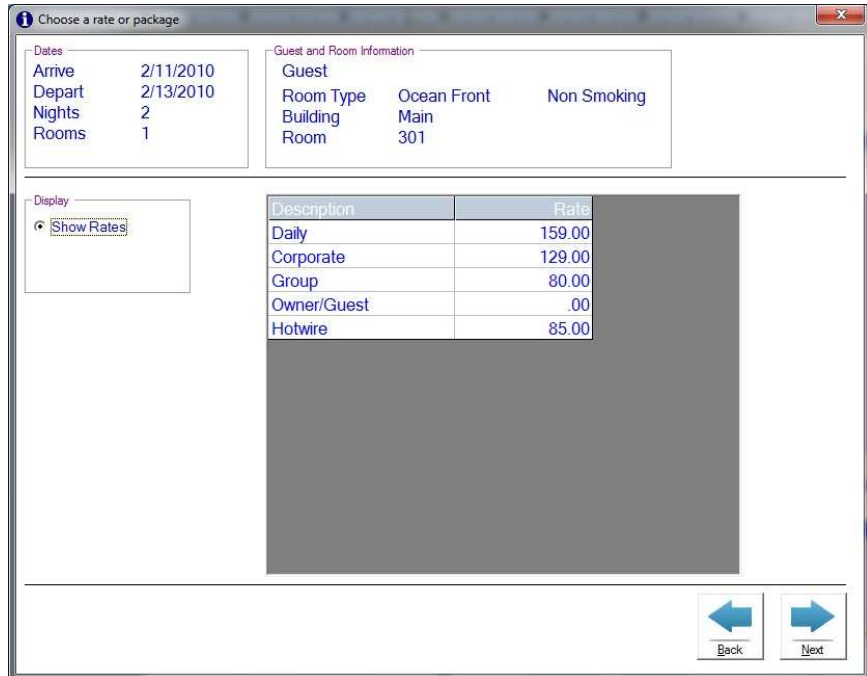 Choose a rate or package
Dates
Arrive 2/11/2010
Depart 2/13/2010
Nights 2
Rooms 1
Guest and Room Information
Guest
Room Type Ocean Front Non Smoking
Building Main
Room 301
Display
Show Rates
Description Rate
Daily 159.00
Corporate 129.00
Group 80.00
Owner/Guest .00
Hotwire 85.00
Back
Next